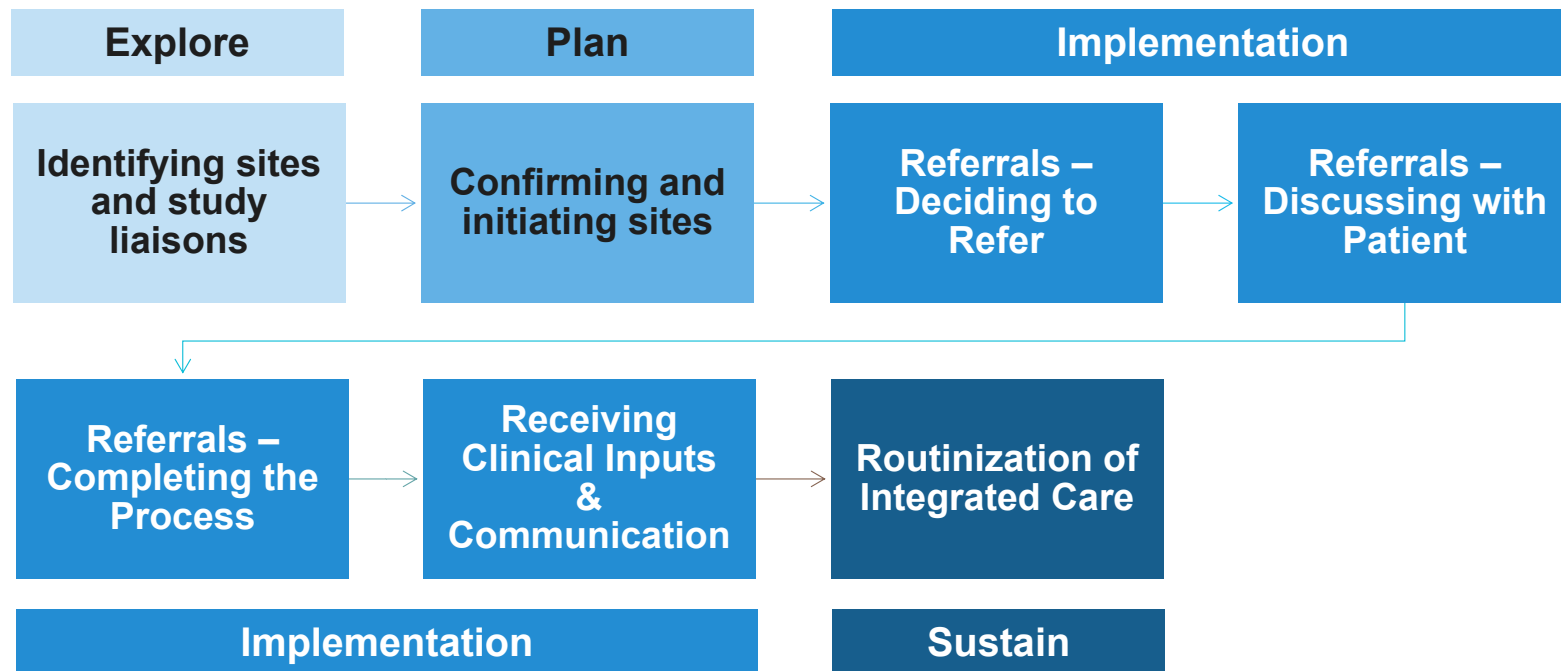 Explore
Plan
Implementation
Identifying sites
and study
liaisons
Confirming and
initiating sites
Referrals –
Deciding to
Refer
Referrals –
Discussing with
Patient
Referrals –
Completing the
Process
Receiving
Clinical Inputs
&
Communication
Routinization of
Integrated Care
Implementation
Sustain